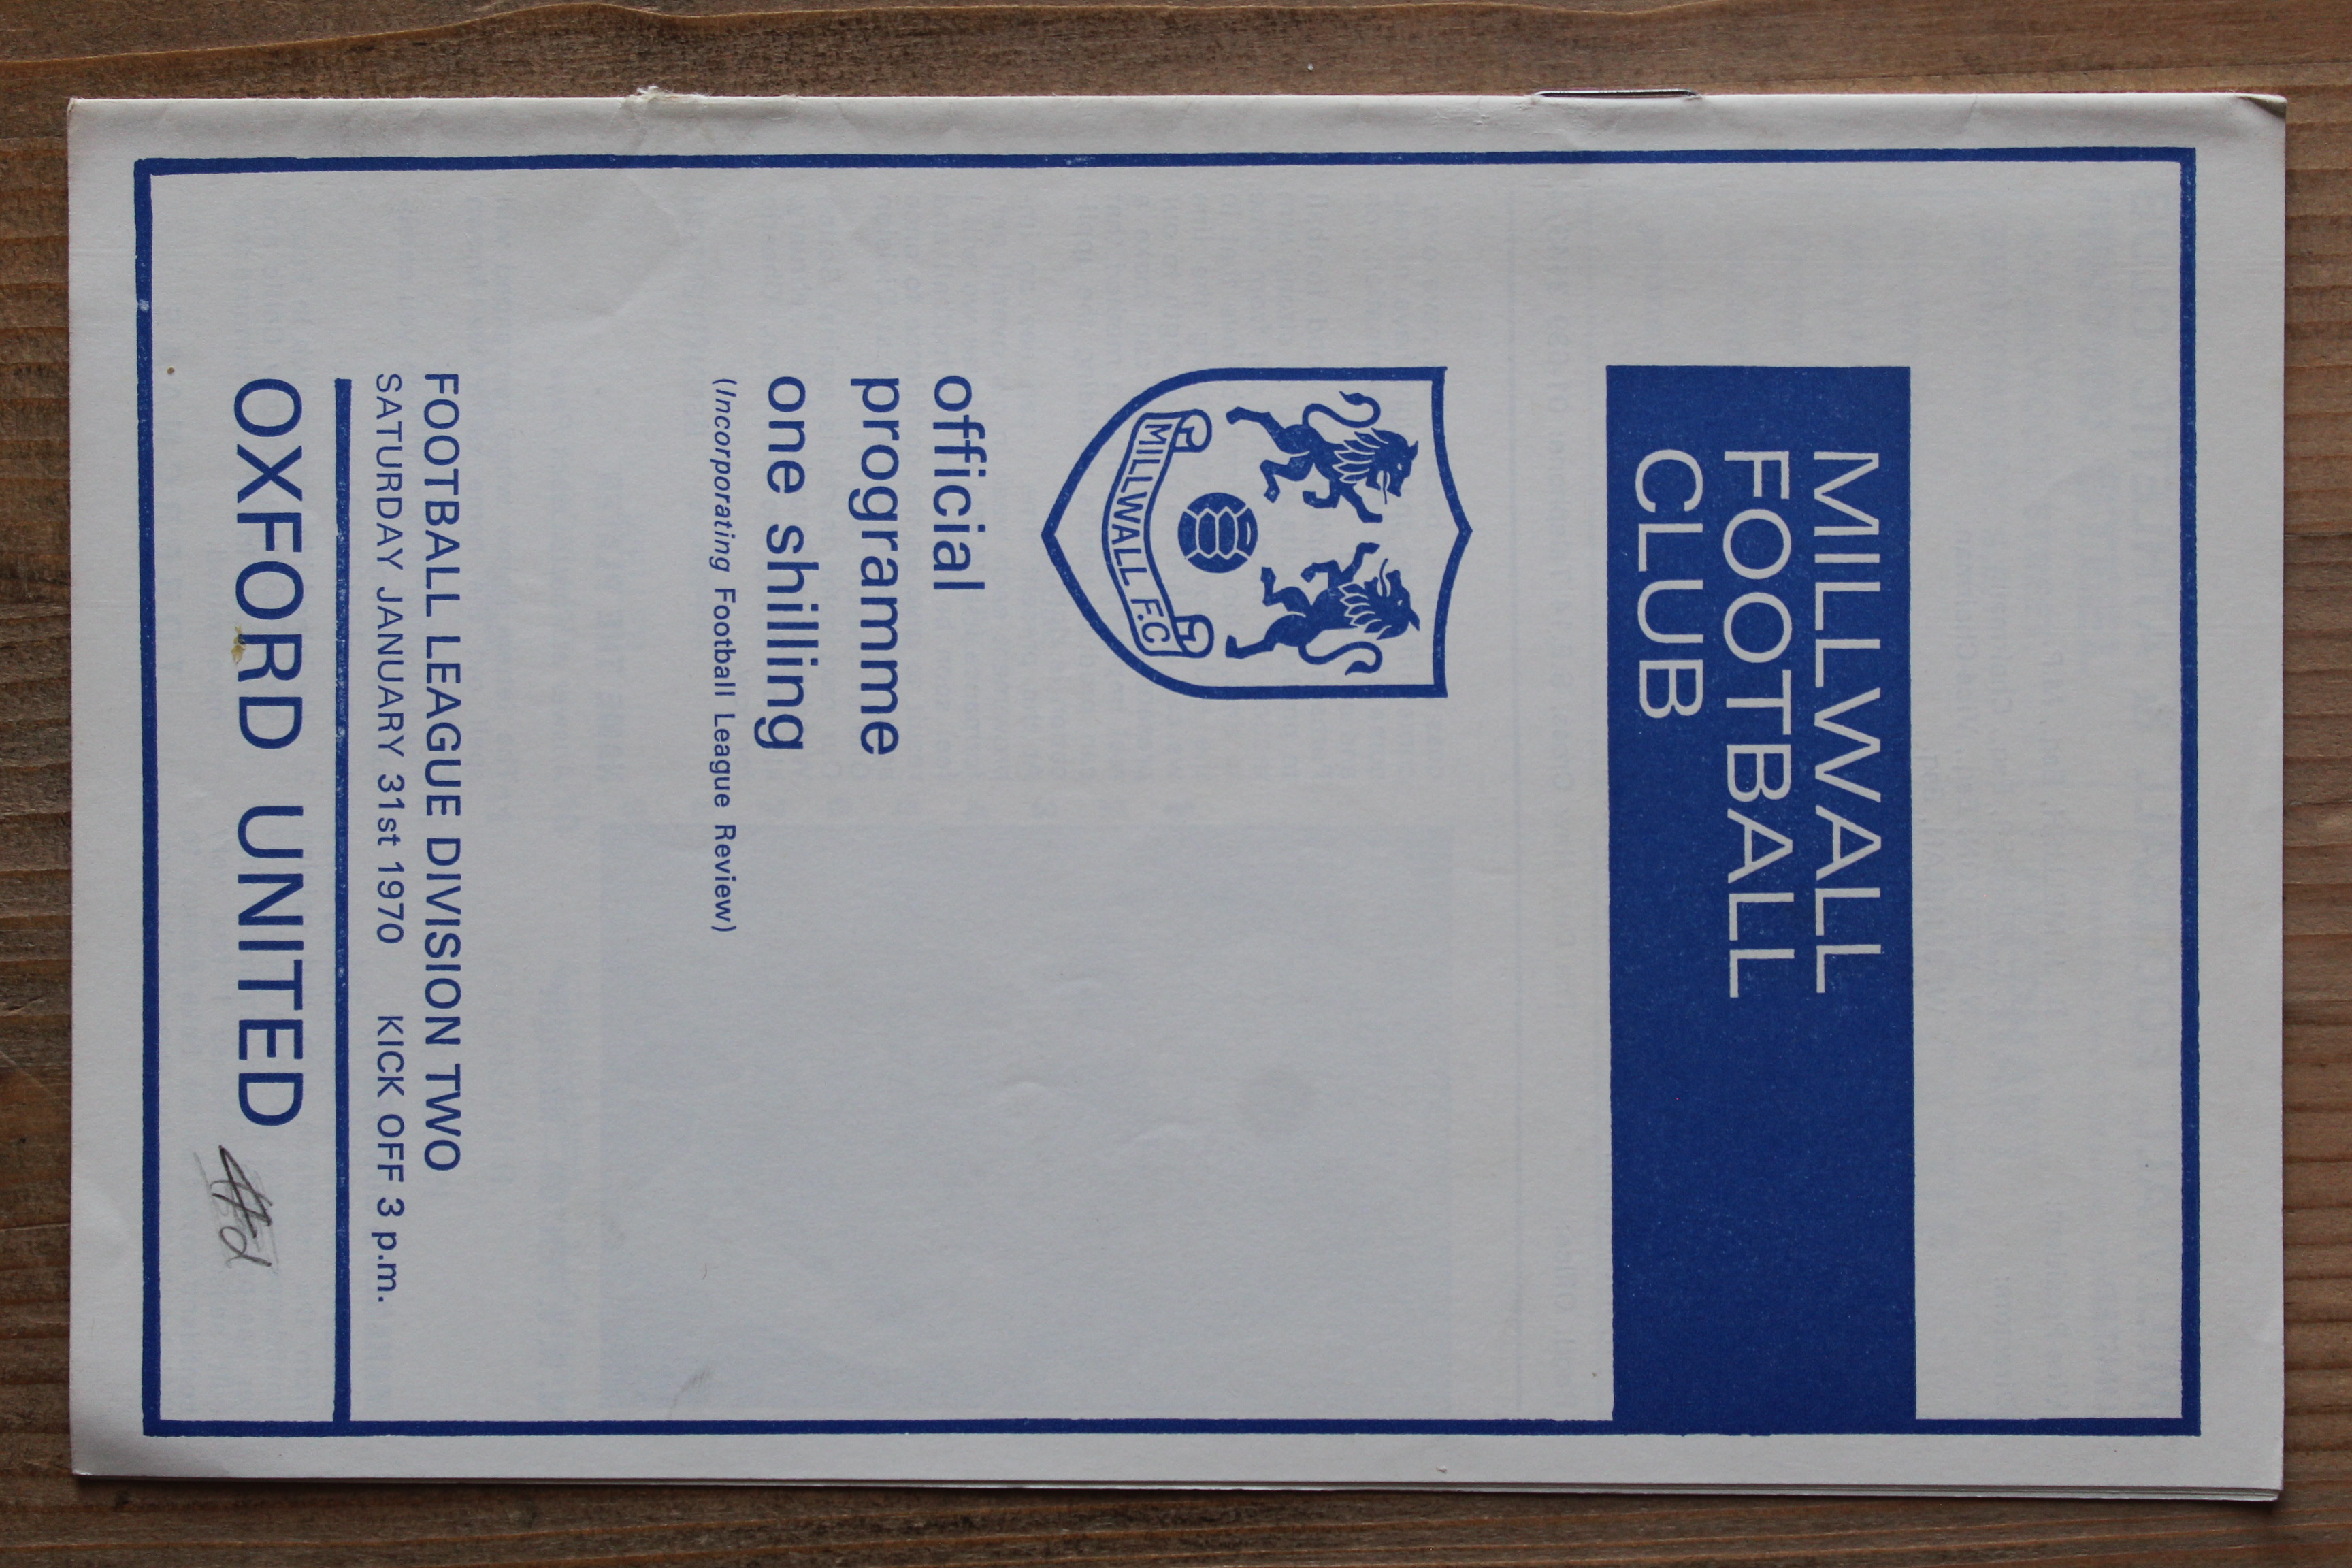 MILLWALL
FOOTBALL
CLUB
MILLWALL F.C.
official
programme
one shilling
(Incorporating Football League Review)
FOOTBALL LEAGUE DIVISION TWO
SATURDAY JANUARY 31st 1970 KICK OFF 3 p.m.
OXFORD UNITED